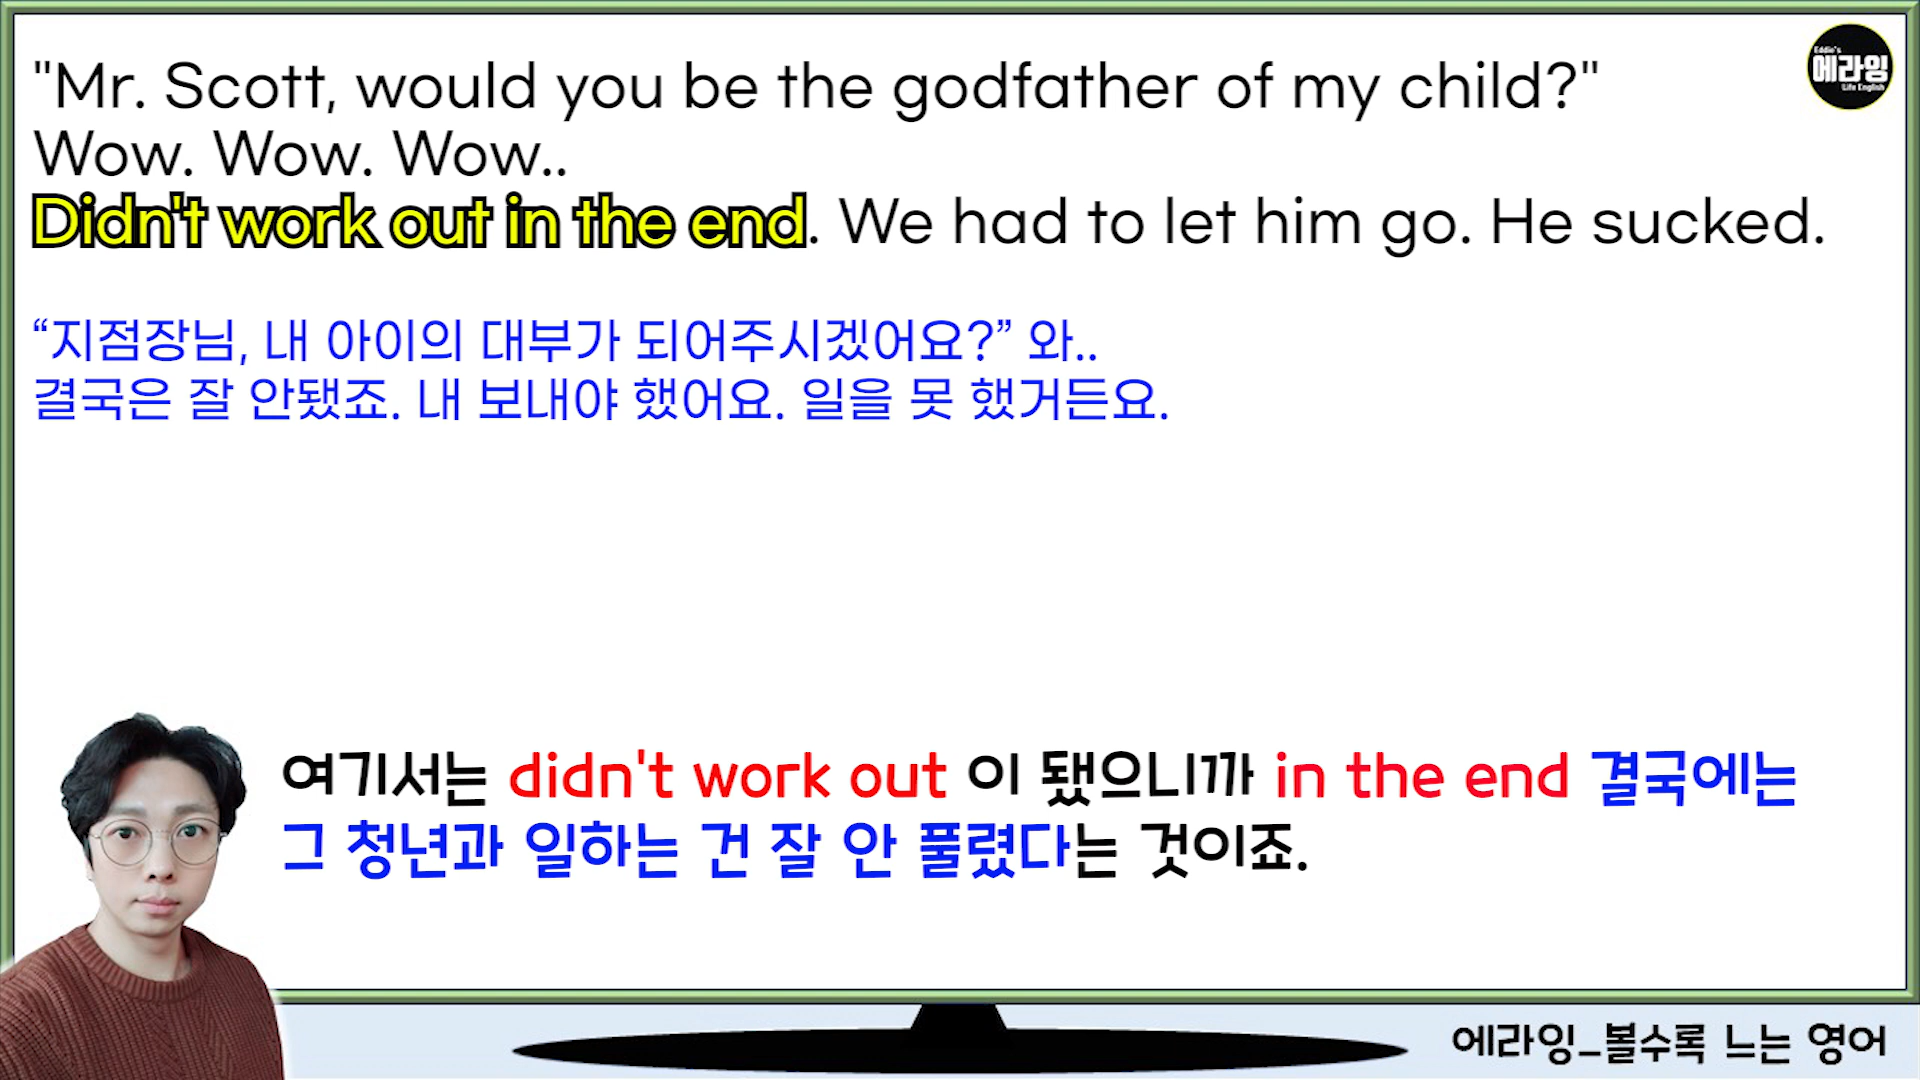 "Mr. Scott, would you be the godfather of my child?"
Wow. Wow. Wow..
Didn't work out in the end. We had to let him go. He sucked.
“지점장님, 내 아이의 대부가 되어주시겠어요?” 와..
결국은 잘 안됐죠. 내 보내야 했어요. 일을 못 했거든요.
여기서는 didn't work out 이 됐으니까 in the end 결국에는
그 청년과 일하는 건 잘 안 풀렸다는 것이죠.
Eddie's
에라잉
Life English
에라잉_볼수록 느는 영어